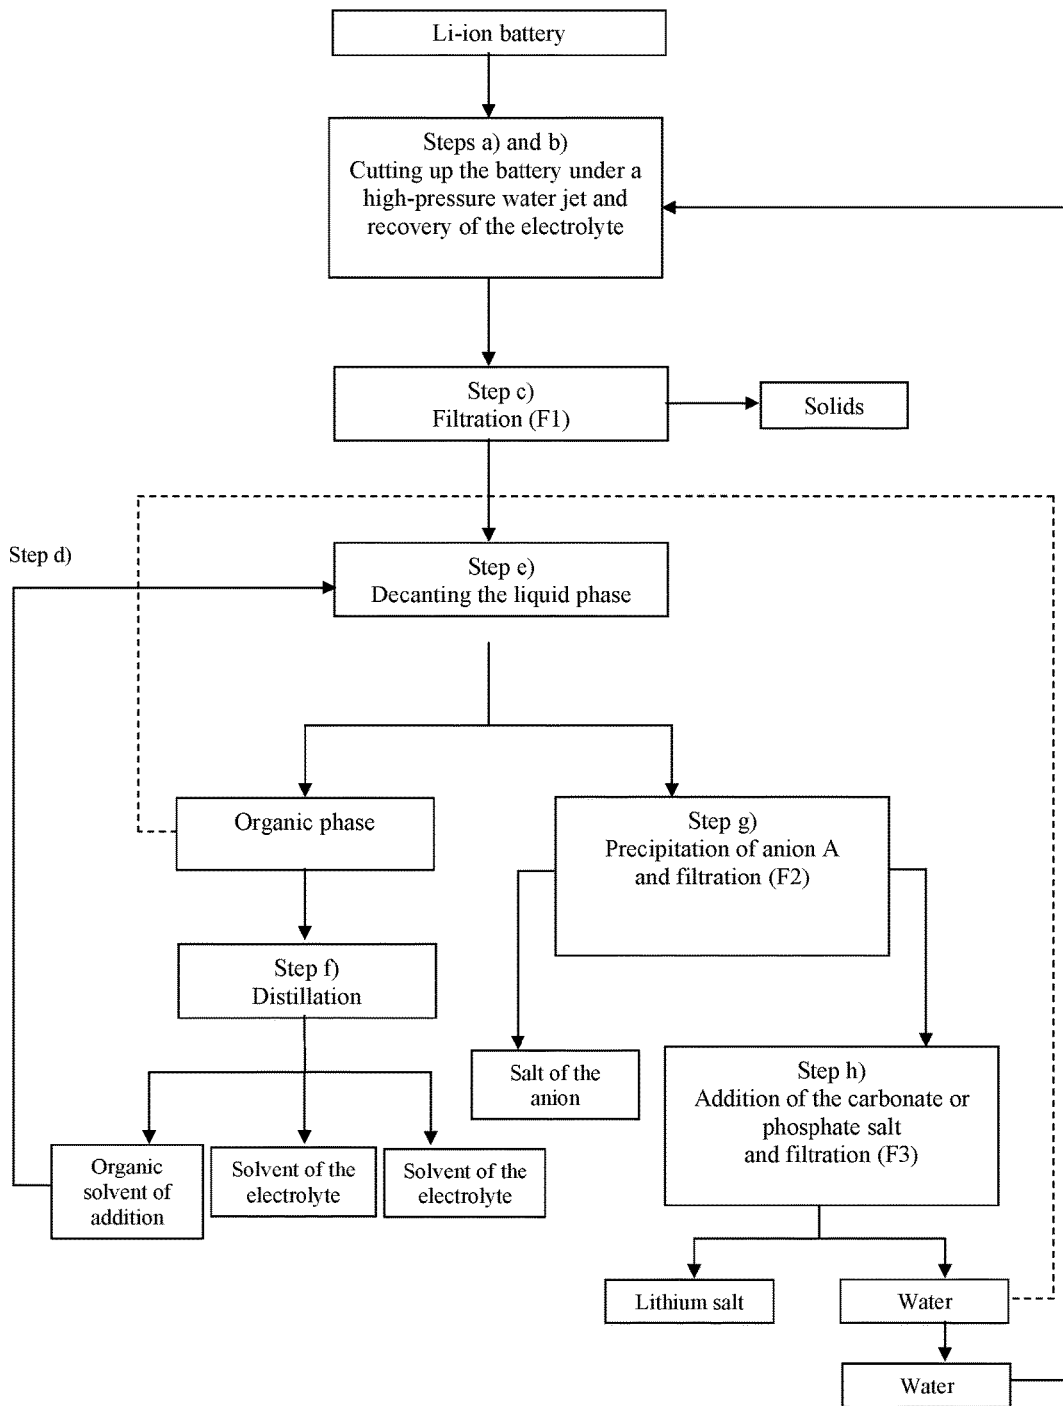 Li-ion battery
Steps a) and b)
Cutting up the battery under a
high-pressure water jet and
recovery of the electrolyte
Step c)
Filtration (F1)
Solids
Step d)
Step e)
Decanting the liquid phase
Organic phase
Step g)
Precipitation of anion A
and filtration (F2)
Step f)
Distillation
Salt of the
anion
Step h)
Addition of the carbonate or
phosphate salt
and filtration (F3)
Organic
solvent of
addition
Solvent of the
electrolyte
Solvent of the
electrolyte
Lithium salt
Water
Water